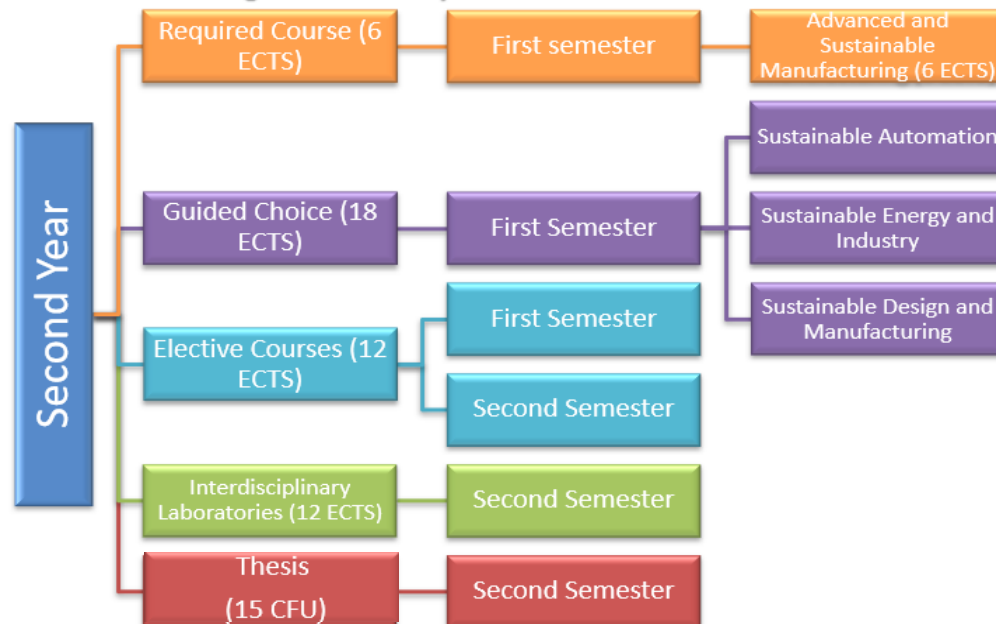 Second Year
Required Course (6
ECTS)
First semester
Advanced and
Sustainable
Manufacturing (6 ECTS)
Guided Choice (18
ECTS)
First Semester
Sustainable Automation
Sustainable Energy and
Industry
Sustainable Design and
Manufacturing
Elective Courses (12
ECTS)
First Semester
Second Semester
Interdisciplinary
Laboratories (12 ECTS)
Second Semester
Thesis
(15 CFU)
Second Semester